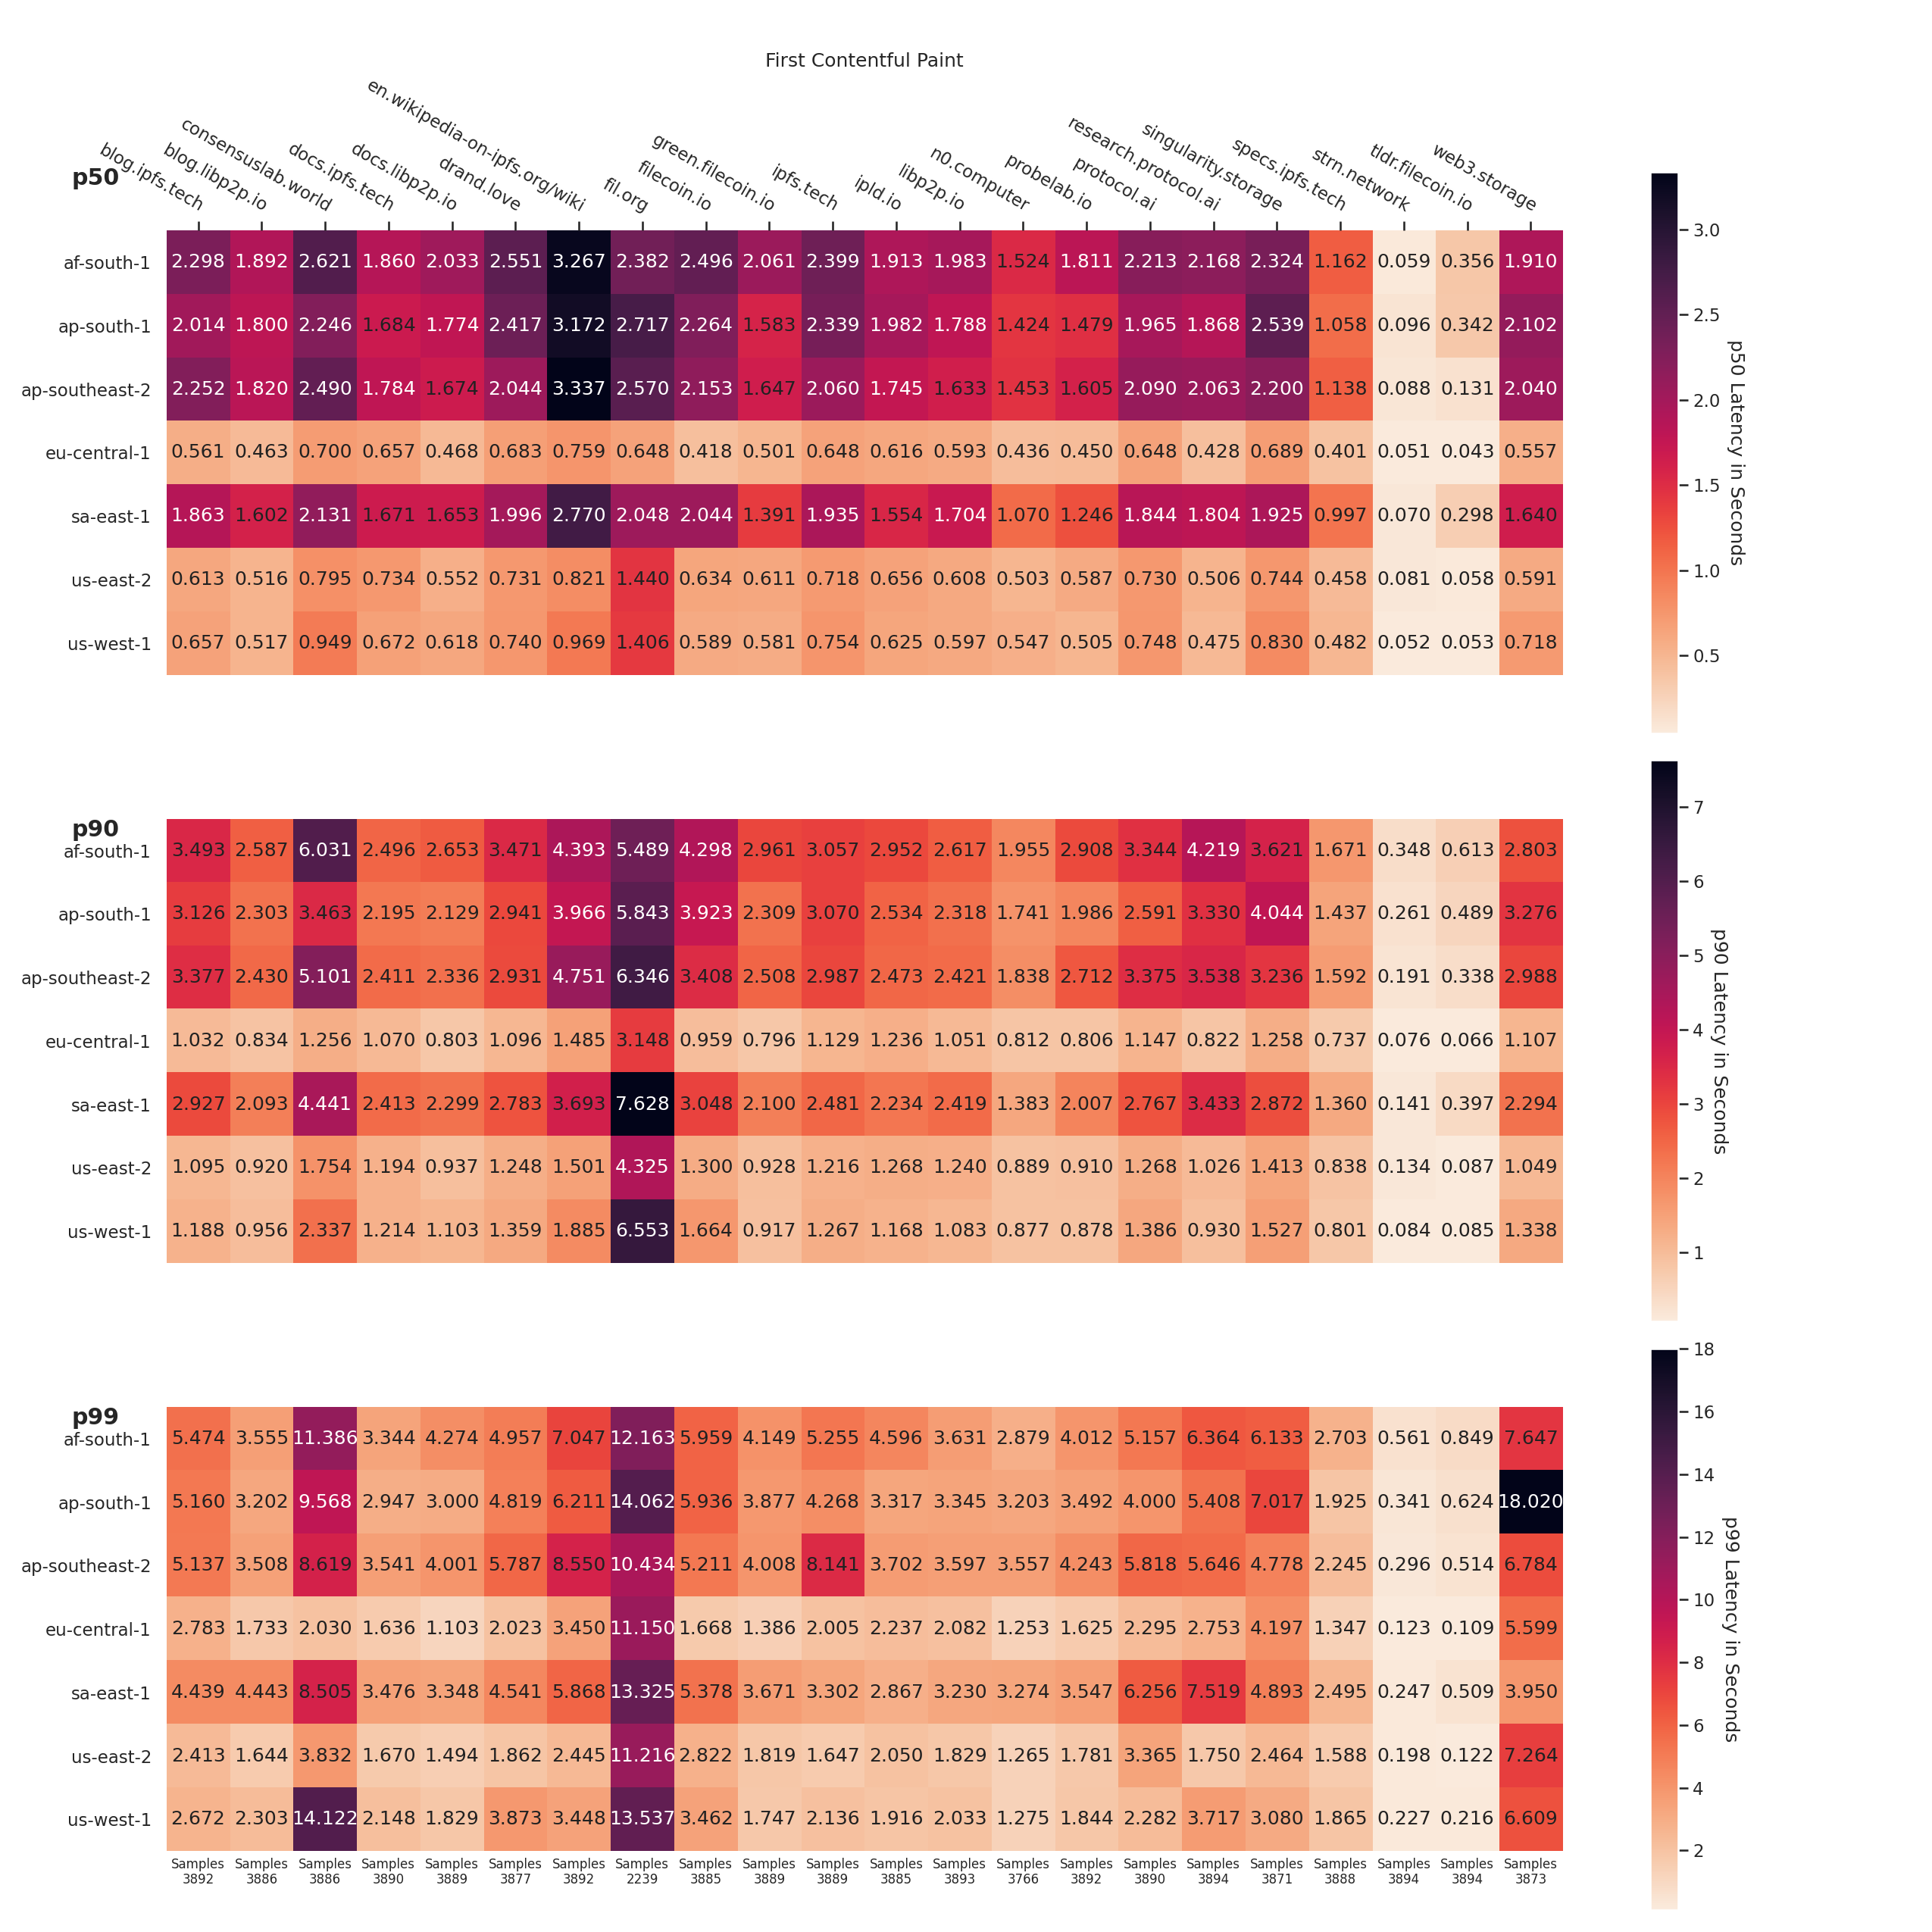 First Contentful Paint
p50
blog.ipfs.tech
blog.libp2p.io
consensuslab.world
docs.ipfs.tech
docs.libp2p.io
drand.love
en.wikipedia-on-ipfs.org/wiki
fil.org
filecoin.io
green.filecoin.io
ipfs.tech
ipld.io
libp2p.io
n0.computer
probelab.io
protocol.ai
research.protocol.ai
singularity.storage
specs.ipfs.tech
strn.network
tldr.filecoin.io
web3.storage
af-south-1 2.298 1.892 2.621 1.860 2.033 2.551 3.267 2.382 2.496 2.061 2.399 1.913 1.983 1.524 1.811 2.213 2.168 2.324 1.162 0.059 0.356 1.910
ap-south-1 2.014 1.800 2.246 1.684 1.774 2.417 3.172 2.717 2.264 1.583 2.339 1.982 1.788 1.424 1.479 1.965 1.868 2.539 1.058 0.096 0.342 2.102
ap-southeast-2 2.252 1.820 2.490 1.784 1.674 2.044 3.337 2.570 2.153 1.647 2.060 1.745 1.633 1.453 1.605 2.090 2.063 2.200 1.138 0.088 0.131 2.040
eu-central-1 0.561 0.463 0.700 0.657 0.468 0.683 0.759 0.648 0.418 0.501 0.648 0.616 0.593 0.436 0.450 0.648 0.428 0.689 0.401 0.051 0.043 0.557
sa-east-1 1.863 1.602 2.131 1.671 1.653 1.996 2.770 2.048 2.044 1.391 1.935 1.554 1.704 1.070 1.246 1.844 1.804 1.925 0.997 0.070 0.298 1.640
us-east-2 0.613 0.516 0.795 0.734 0.552 0.731 0.821 1.440 0.634 0.611 0.718 0.656 0.608 0.503 0.587 0.730 0.506 0.744 0.458 0.081 0.058 0.591
us-west-1 0.657 0.517 0.949 0.672 0.618 0.740 0.969 1.406 0.589 0.581 0.754 0.625 0.597 0.547 0.505 0.748 0.475 0.830 0.482 0.052 0.053 0.718
3.0
2.5
2.0
1.5
1.0
0.5
p50 Latency in Seconds
p90
af-south-1 3.493 2.587 6.031 2.496 2.653 3.471 4.393 5.489 4.298 2.961 3.057 2.952 2.617 1.955 2.908 3.344 4.219 3.621 1.671 0.348 0.613 2.803
ap-south-1 3.126 2.303 3.463 2.195 2.129 2.941 3.966 5.843 3.923 2.309 3.070 2.534 2.318 1.741 1.986 2.591 3.330 4.044 1.437 0.261 0.489 3.276
ap-southeast-2 3.377 2.430 5.101 2.411 2.336 2.931 4.751 6.346 3.408 2.508 2.987 2.473 2.421 1.838 2.712 3.375 3.538 3.236 1.592 0.191 0.338 2.988
eu-central-1 1.032 0.834 1.256 1.070 0.803 1.096 1.485 3.148 0.959 0.796 1.129 1.236 1.051 0.812 0.806 1.147 0.822 1.258 0.737 0.076 0.066 1.107
sa-east-1 2.927 2.093 4.441 2.413 2.299 2.783 3.693 7.628 3.048 2.100 2.481 2.234 2.419 1.383 2.007 2.767 3.433 2.872 1.360 0.141 0.397 2.294
us-east-2 1.095 0.920 1.754 1.194 0.937 1.248 1.501 4.325 1.300 0.928 1.216 1.268 1.240 0.889 0.910 1.268 1.026 1.413 0.838 0.134 0.087 1.049
us-west-1 1.188 0.956 2.337 1.214 1.103 1.359 1.885 6.553 1.664 0.917 1.267 1.168 1.083 0.877 0.878 1.386 0.930 1.527 0.801 0.084 0.085 1.338
7
6
5
4
3
2
1
p90 Latency in Seconds
p99
af-south-1 5.474 3.555 11.386 3.344 4.274 4.957 7.047 12.163 5.959 4.149 5.255 4.596 3.631 2.879 4.012 5.157 6.364 6.133 2.703 0.561 0.849 7.647
ap-south-1 5.160 3.202 9.568 2.947 3.000 4.819 6.211 14.062 5.936 3.877 4.268 3.317 3.345 3.203 3.492 4.000 5.408 7.017 1.925 0.341 0.624 18.020
ap-southeast-2 5.137 3.508 8.619 3.541 4.001 5.787 8.550 10.434 5.211 4.008 8.141 3.702 3.597 3.557 4.243 5.818 5.646 4.778 2.245 0.296 0.514 6.784
eu-central-1 2.783 1.733 2.030 1.636 1.103 2.023 3.450 11.150 1.668 1.386 2.005 2.237 2.082 1.253 1.625 2.295 2.753 4.197 1.347 0.123 0.109 5.599
sa-east-1 4.439 4.443 8.505 3.476 3.348 4.541 5.868 13.325 5.378 3.671 3.302 2.867 3.230 3.274 3.547 6.256 7.519 4.893 2.495 0.247 0.509 3.950
us-east-2 2.413 1.644 3.832 1.670 1.494 1.862 2.445 11.216 2.822 1.819 1.647 2.050 1.829 1.265 1.781 3.365 1.750 2.464 1.588 0.198 0.122 7.264
us-west-1 2.672 2.303 14.122 2.148 1.829 3.873 3.448 13.537 3.462 1.747 2.136 1.916 2.033 1.275 1.844 2.282 3.717 3.080 1.865 0.227 0.216 6.609
Samples Samples Samples Samples Samples Samples Samples Samples Samples Samples Samples Samples Samples Samples Samples Samples Samples Samples Samples Samples Samples Samples
3892 3886 3886 3890 3889 3877 3892 2239 3885 3889 3889 3885 3893 3766 3892 3890 3894 3871 3888 3894 3894 3873
18
16
14
12
10
8
6
4
2
p99 Latency in Seconds